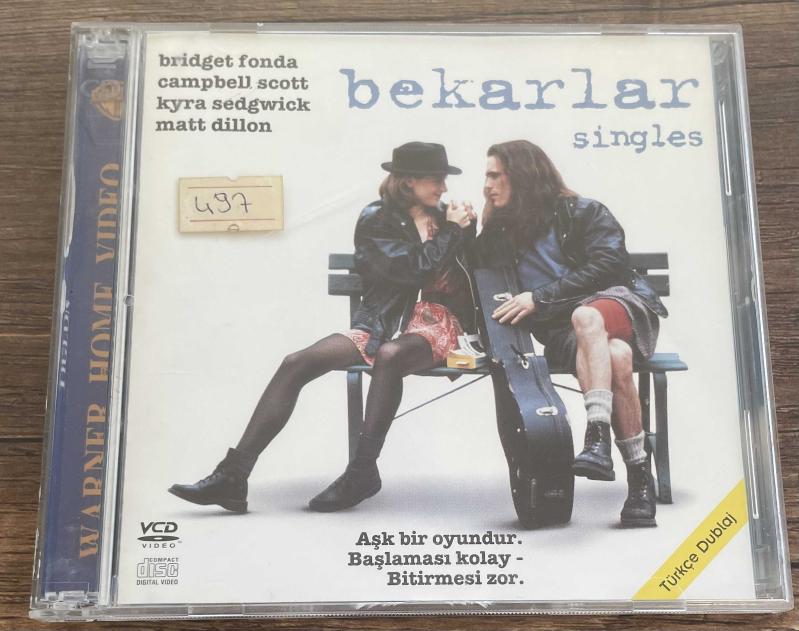 bridget fonda
campbell scott
kyra sedgwick
matt dillon
bekarlar
singles
497
WARNER HOME VIDEO
Aşk bir oyundur.
Başlaması kolay -
Bitirmesi zor.
VCD
VIDEO™
COMPACT
disc
DIGITAL VIDEO
Türkçe Dublaj